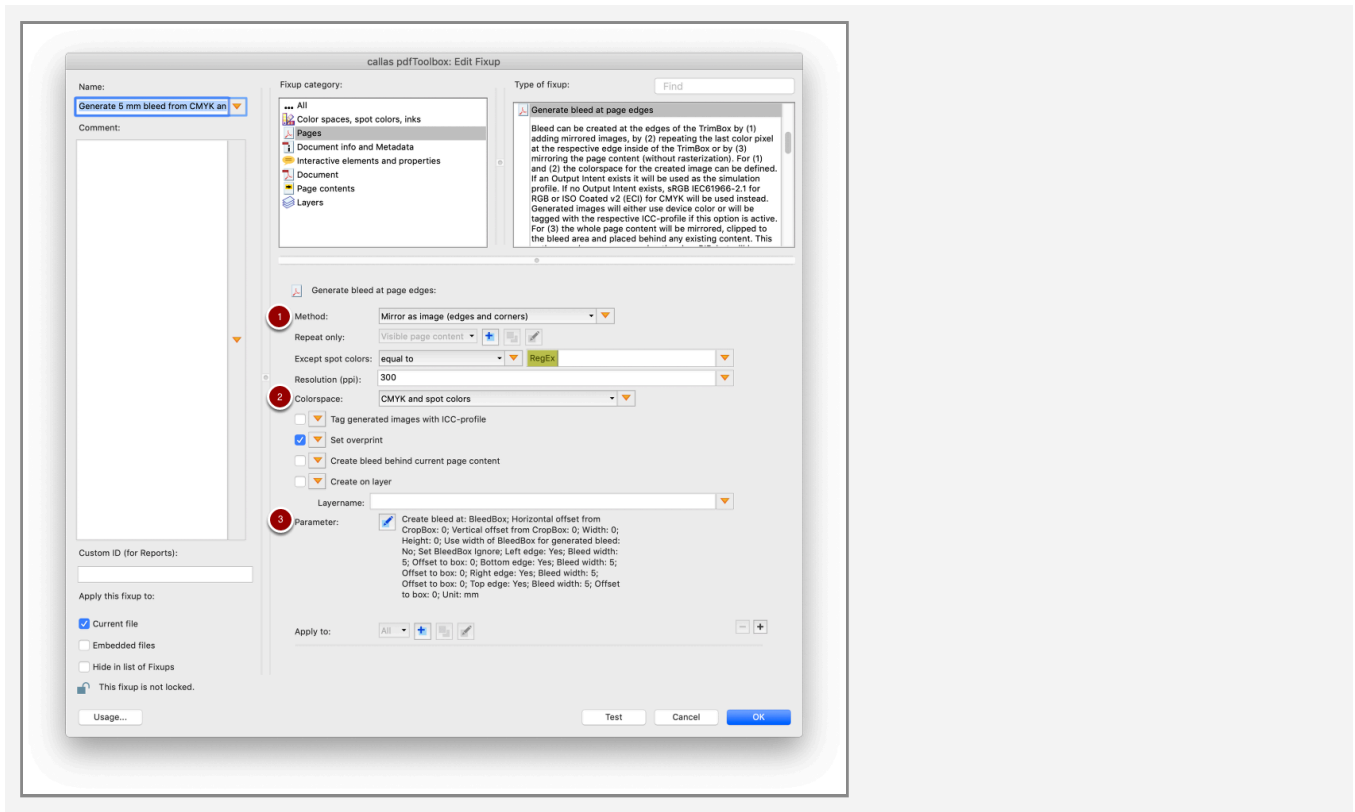 callas pdfToolbox: Edit Fixup
Name:
Generate 5 mm bleed from CMYK an
Comment:
Custom ID (for Reports):
Apply this fixup to:
Current file
Embedded files
Hide in list of Fixups
This fixup is not locked.
Usage...
Fixup category:
... All
Color spaces, spot colors, inks
Pages
Document info and Metadata
Interactive elements and properties
Document
Page contents
Layers
Type of fixup:
Find
Generate bleed at page edges
Bleed can be created at the edges of the TrimBox by (1)
adding mirrored images, by (2) repeating the last color pixel
at the respective edge inside of the TrimBox or by (3)
mirroring the page content (without rasterization). For (1)
and (2) the colorspace for the created image can be defined.
If an Output Intent exists it will be used as the simulation
profile. If no Output Intent exists, sRGB IEC61966-2.1 for
RGB or ISO Coated v2 (ECI) for CMYK will be used instead.
Generated images will either use device color or will be
tagged with the respective ICC-profile if this option is active.
For (3) the whole page content will be mirrored, clipped to
the bleed area and placed behind any existing content. This
Generate bleed at page edges:
1
Method: Mirror as image (edges and corners)
Repeat only: Visible page content
Except spot colors: equal to RegEx
Resolution (ppi): 300
2
Colorspace: CMYK and spot colors
Tag generated images with ICC-profile
Set overprint
Create bleed behind current page content
Create on layer
Layername:
3
Parameter: Create bleed at: BleedBox; Horizontal offset from
CropBox: 0; Vertical offset from CropBox: 0; Width: 0;
Height: 0; Use width of BleedBox for generated bleed:
No; Set BleedBox Ignore; Left edge: Yes; Bleed width:
5; Offset to box: 0; Bottom edge: Yes; Bleed width:
5; Offset to box: 0; Right edge: Yes; Bleed width: 5;
Offset to box: 0; Top edge: Yes; Bleed width: 5; Offset
to box: 0; Unit: mm
Apply to: All
Test
Cancel
OK